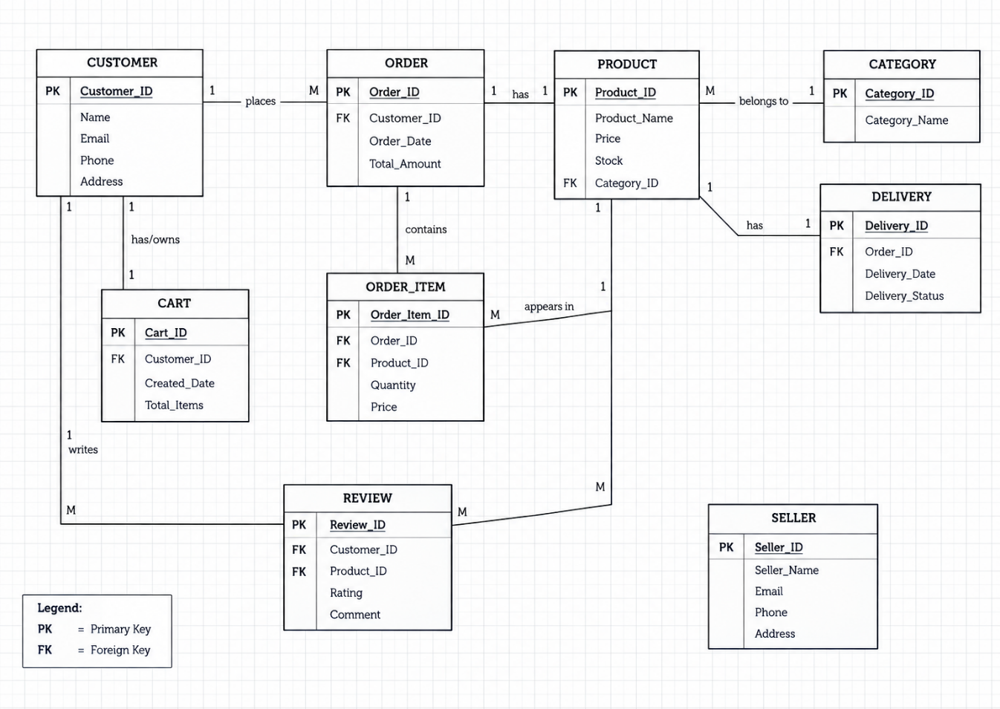 CUSTOMER
PK Customer_ID
Name
Email
Phone
Address
1 places M
ORDER
PK Order_ID
FK Customer_ID
Order_Date
Total_Amount
1 has 1
PRODUCT
PK Product_ID
Product_Name
Price
Stock
FK Category_ID
M belongs to 1
CATEGORY
PK Category_ID
Category_Name
1
has 1
DELIVERY
PK Delivery_ID
FK Order_ID
Delivery_Date
Delivery_Status
1
1
has/owns
1
CART
PK Cart_ID
FK Customer_ID
Created_Date
Total_Items
1
contains
M
ORDER_ITEM
PK Order_Item_ID
FK Order_ID
FK Product_ID
Quantity
Price
M appears in
1
1
1
writes
M
REVIEW
PK Review_ID
FK Customer_ID
FK Product_ID
Rating
Comment
M
M
SELLER
PK Seller_ID
Seller_Name
Email
Phone
Address
Legend:
PK = Primary Key
FK = Foreign Key